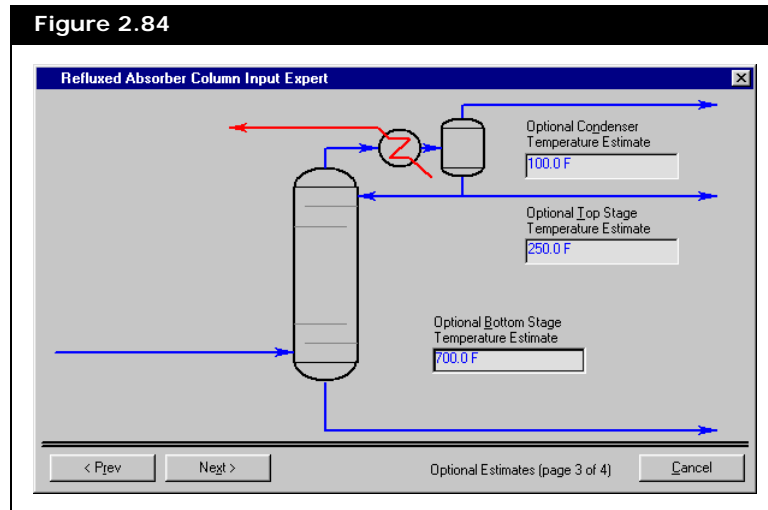 Figure 2.84
Refluxed Absorber Column Input Expert
Optional Condenser
Temperature Estimate
100.0 F
Optional Top Stage
Temperature Estimate
250.0 F
Optional Bottom Stage
Temperature Estimate
700.0 F
< Prev
Next >
Optional Estimates (page 3 of 4)
Cancel